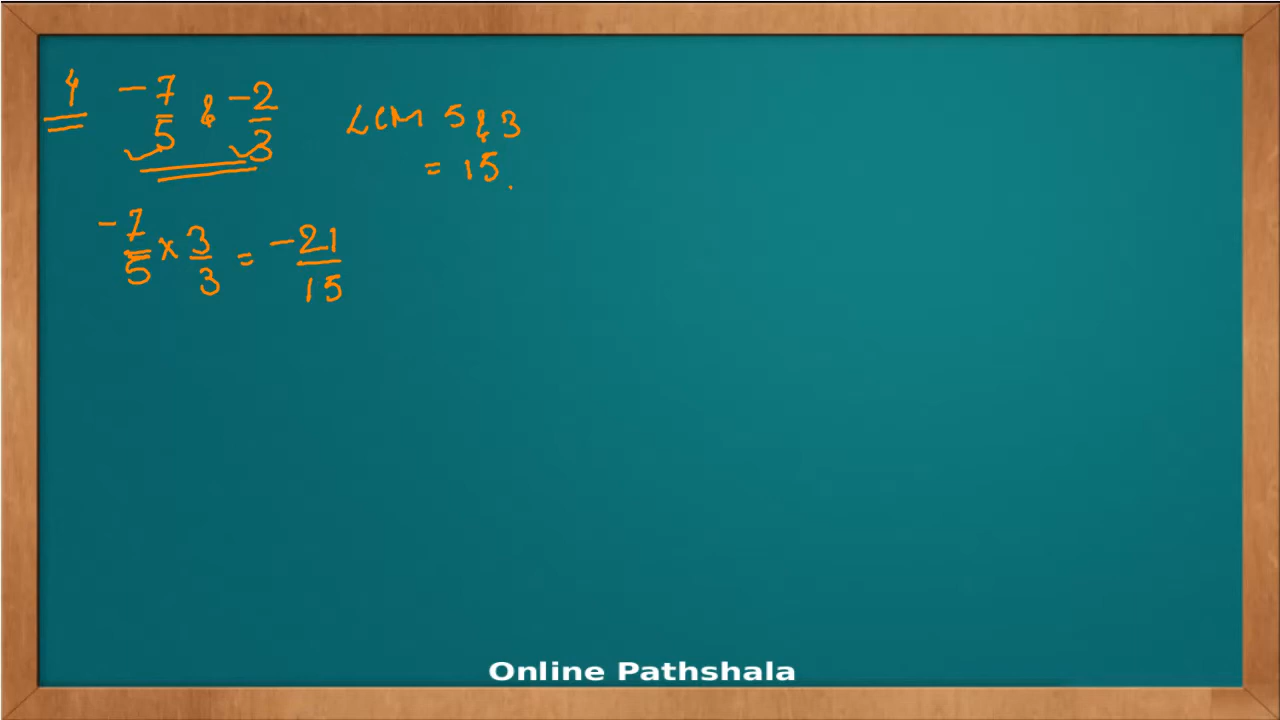 4 -7/5 & -2/3 LCM 5 & 3
= 15.
-7/5 × 3/3 = -21/15
Online Pathshala